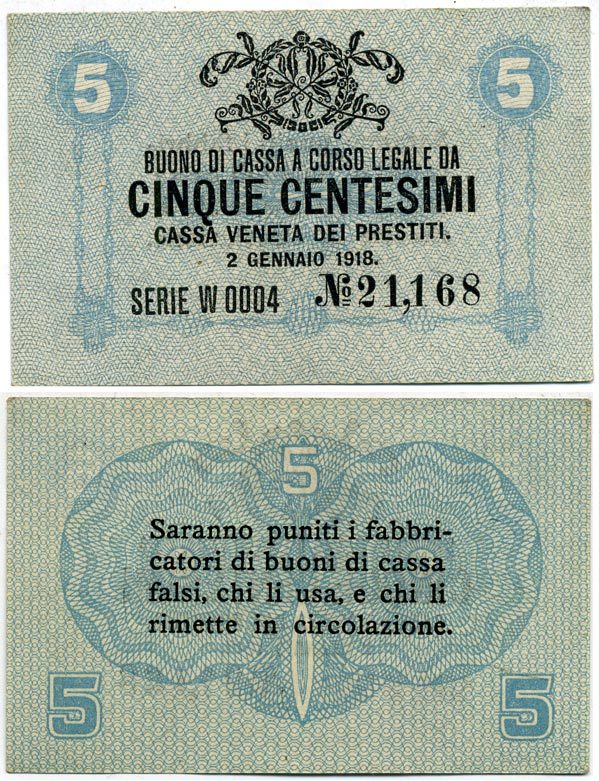 5 5
BUONO DI CASSA A CORSO LEGALE DA
CINQUE CENTESIMI
CASSA VENETA DEI PRESTITI.
2 GENNAIO 1918.
SERIE W 0004 No 21,168
5
Saranno puniti i fabbri-
catori di buoni di cassa
falsi, chi li usa, e chi li
rimette in circolazione.
5 5